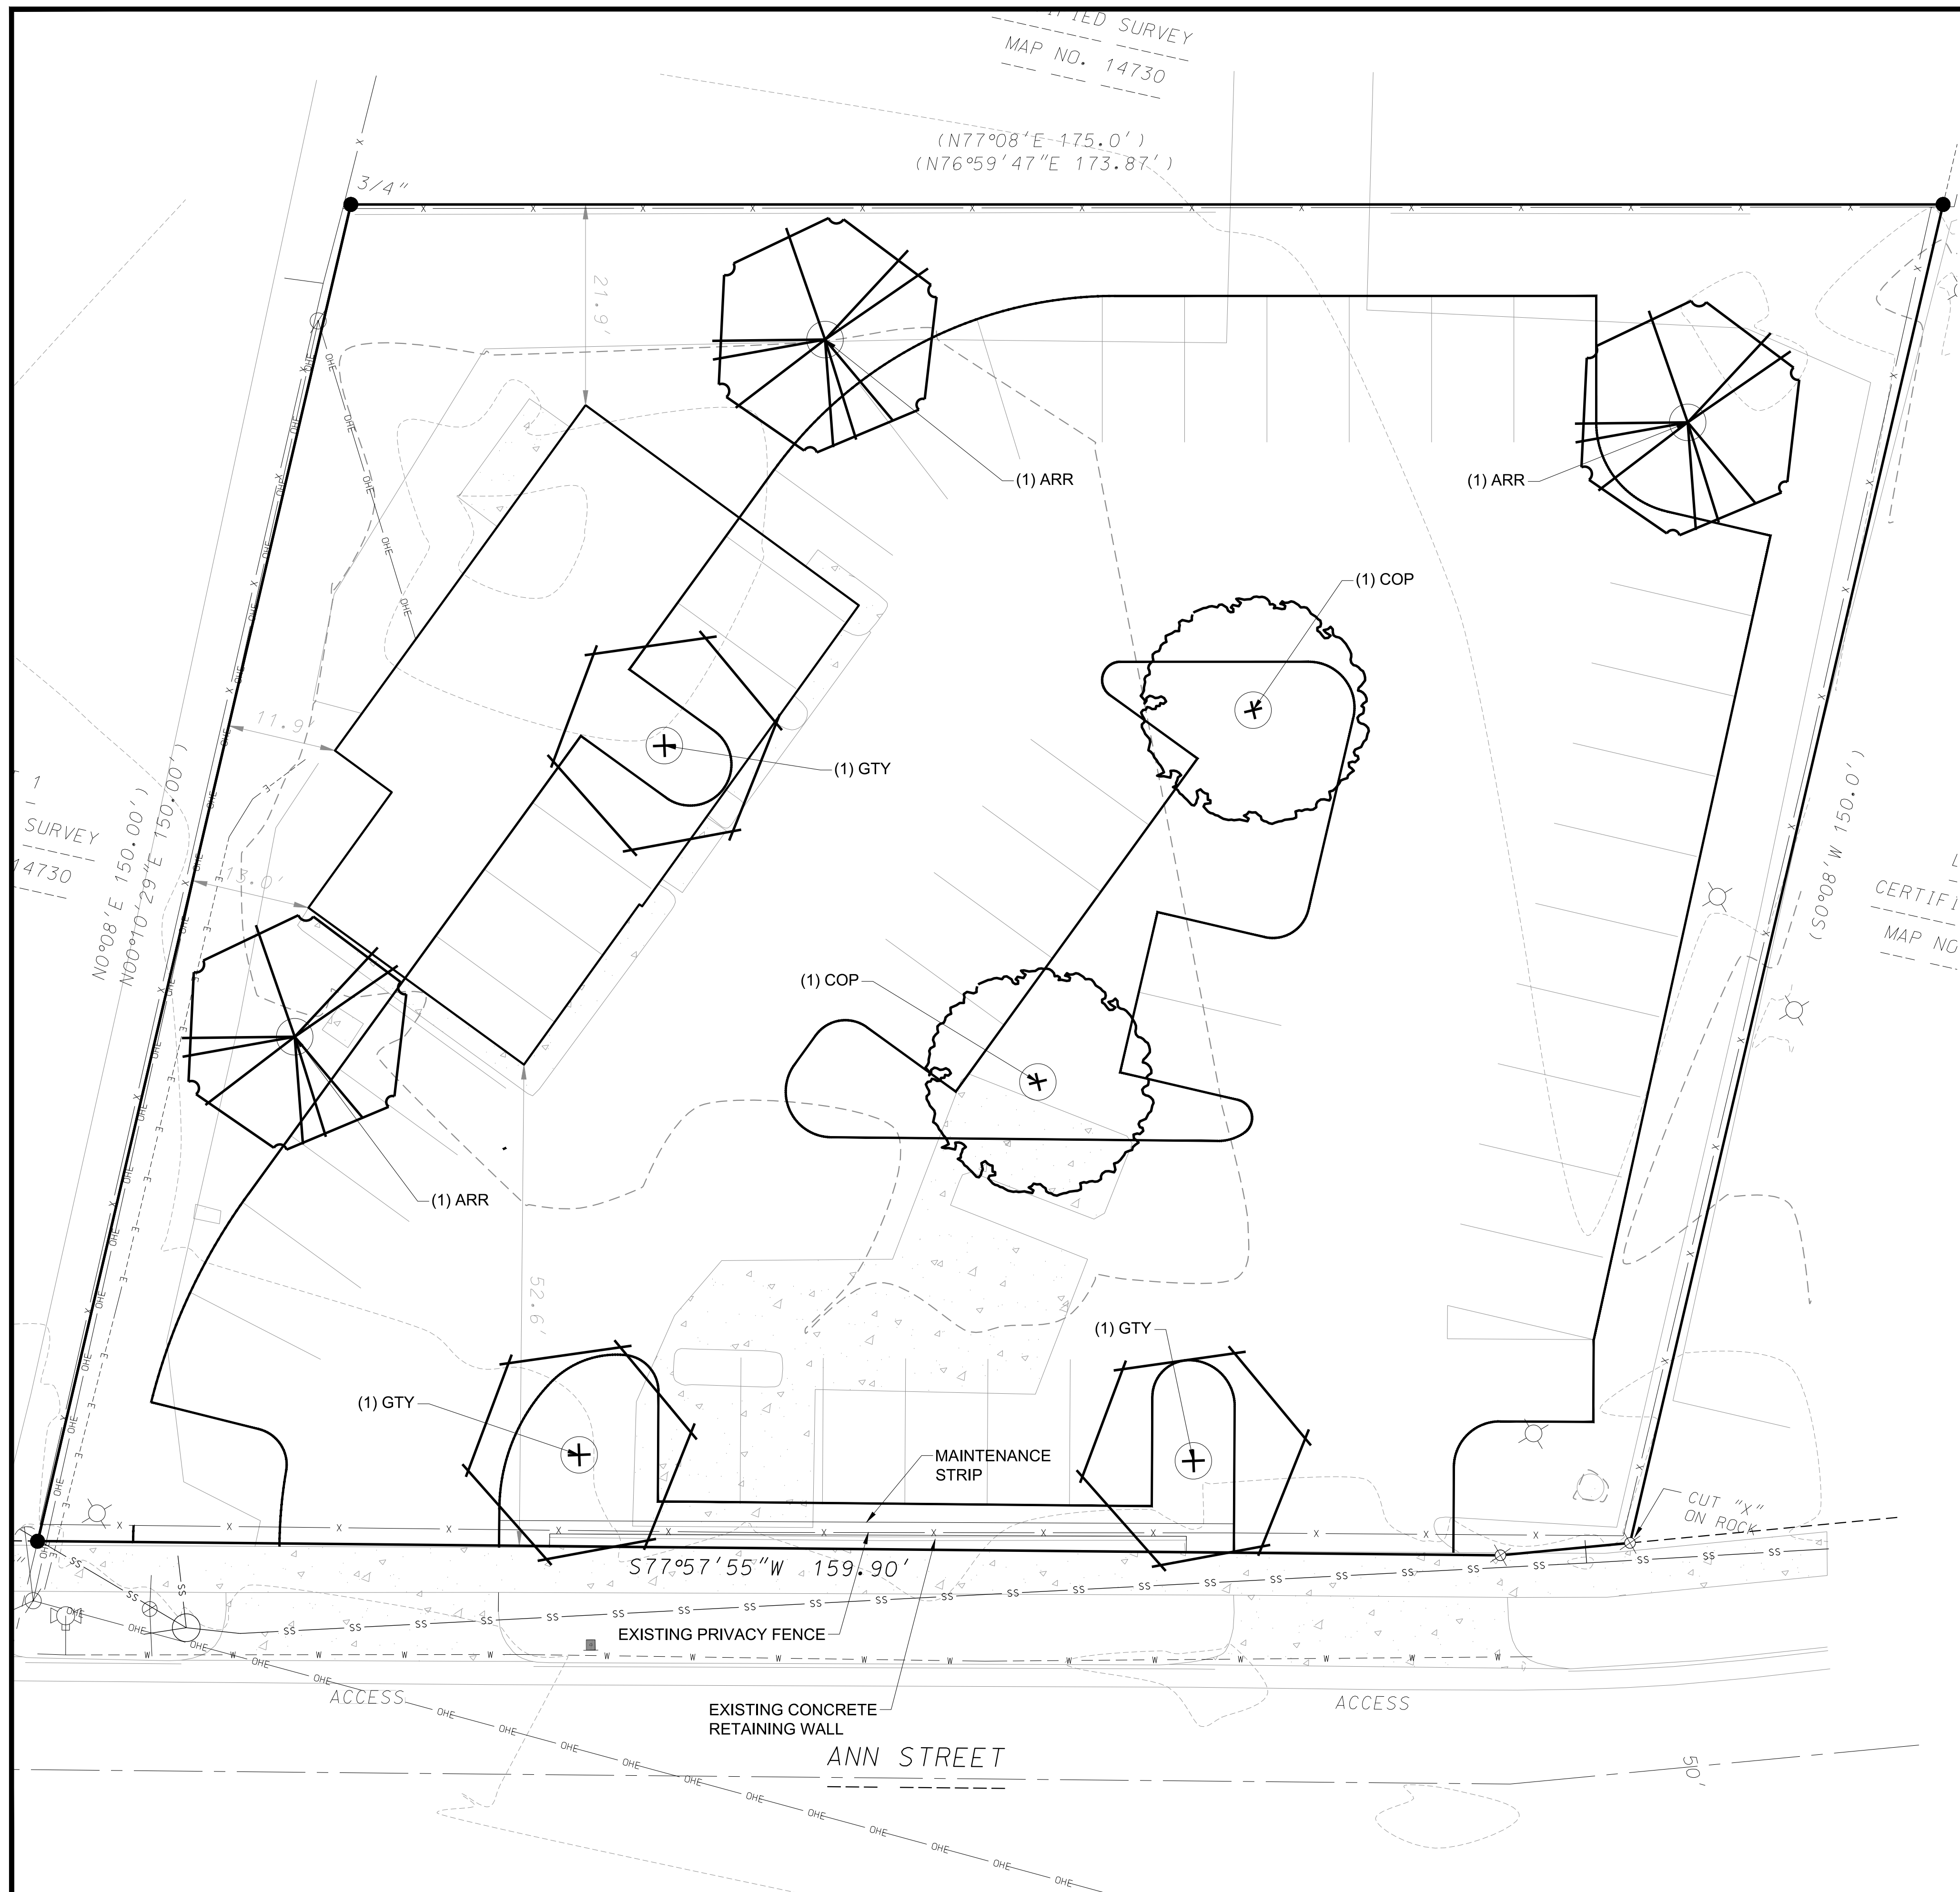 SURVEY
MAP NO. 14730
(N77°08'E 175.0')
(N76°59'47"E 173.87')
3/4"
21.9'
(1) ARR
(1) ARR
(1) COP
11.9'
(1) GTY
1
SURVEY
14730
N0°08'E 150.00')
N00°10'29"E 150.00')
(S0°08'W 150.0')
13.0'
MAP NO
(1) COP
(1) ARR
52.6'
(1) GTY
(1) GTY
MAINTENANCE
STRIP
CUT "X"
ON ROCK
S77°57'55"W 159.90'
EXISTING PRIVACY FENCE
ACCESS
ACCESS
EXISTING CONCRETE
RETAINING WALL
ANN STREET
50'
OHE
X
E
SS
W